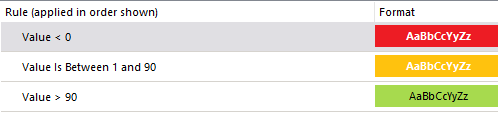 Rule (applied in order shown) Format
Value < 0 AaBbCcYyZz
Value Is Between 1 and 90 AaBbCcYyZz
Value > 90 AaBbCcYyZz